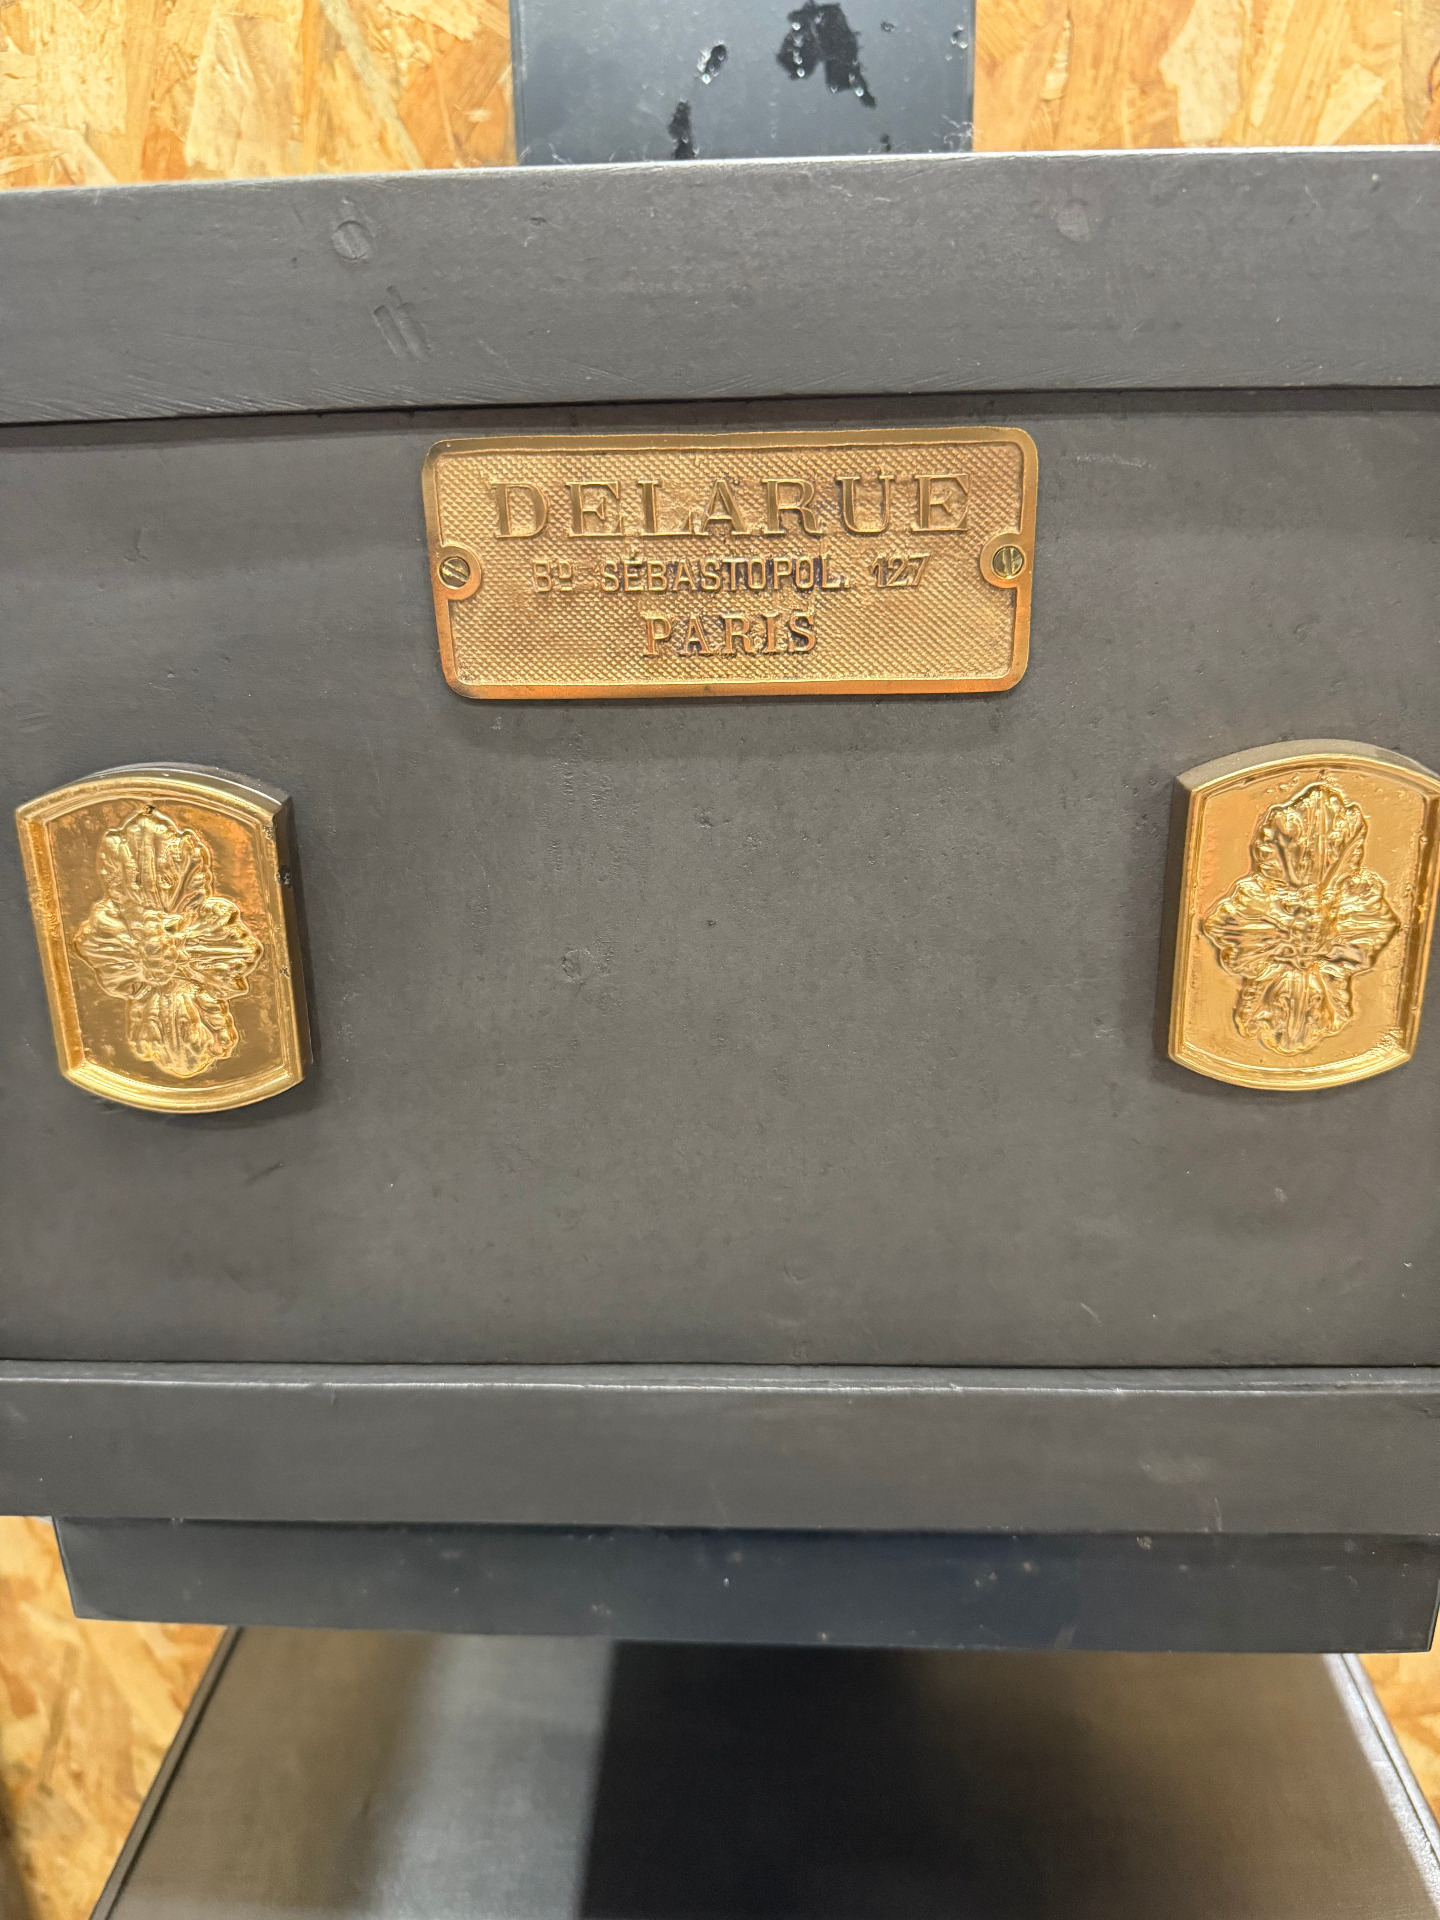 DELARUE
Bᴰ SÉBASTOPOL, 127
PARIS